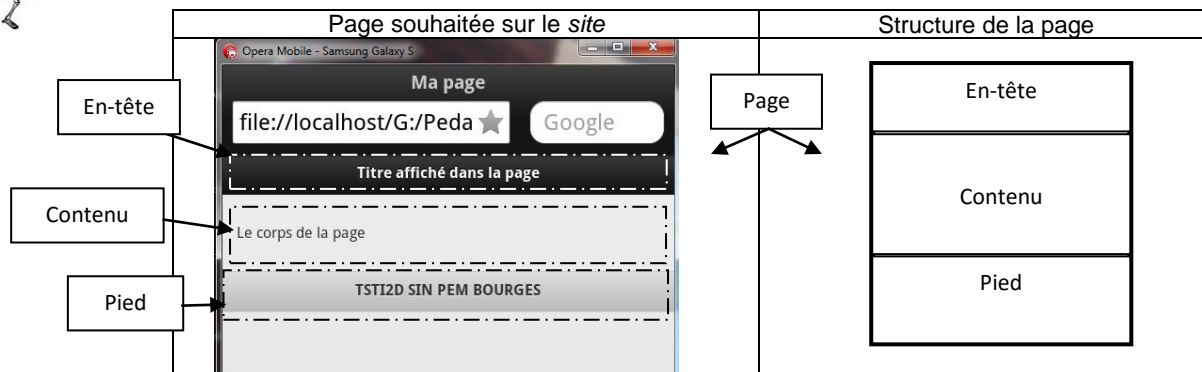 Page souhaitée sur le site
Structure de la page
Opera Mobile - Samsung Galaxy S
Ma page
file://localhost/G:/Peda
Google
Titre affiché dans la page
Le corps de la page
TSTI2D SIN PEM BOURGES
En-tête
Contenu
Pied
Page
En-tête
Contenu
Pied